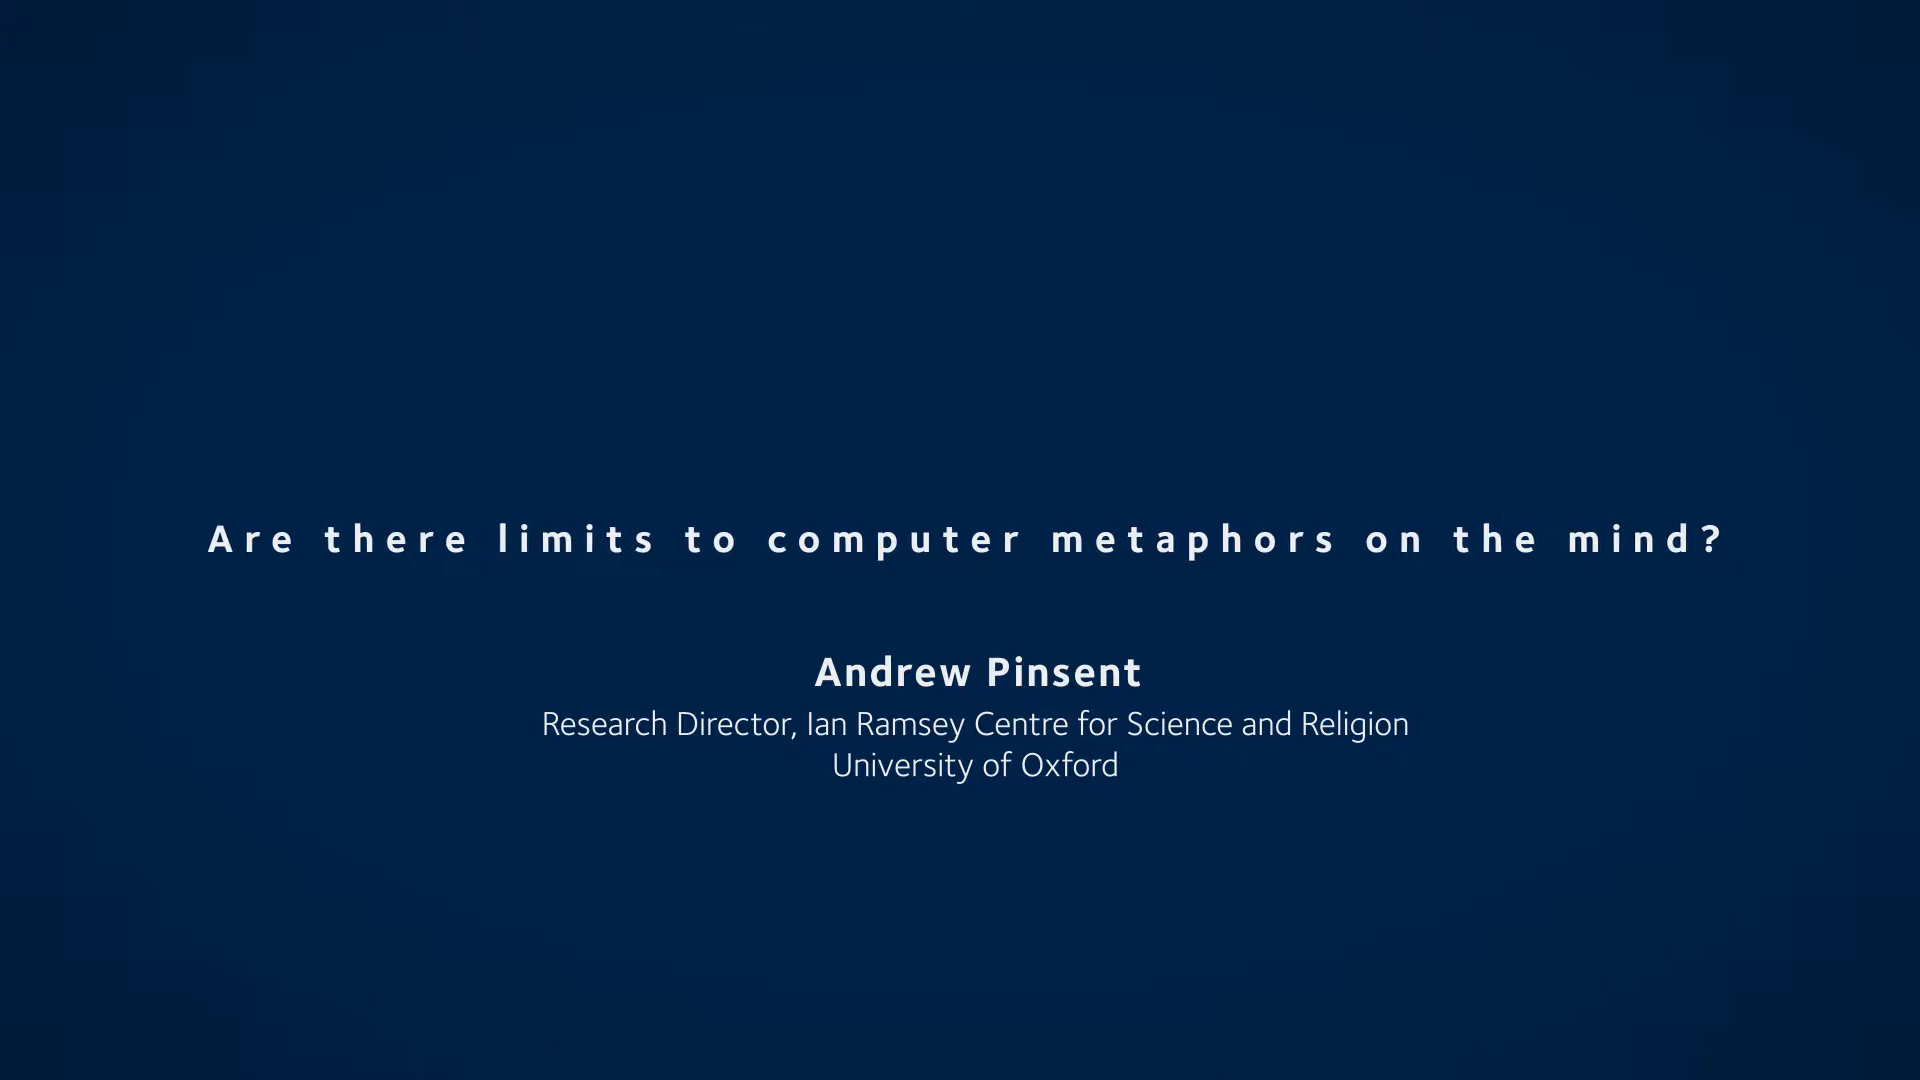 Are there limits to computer metaphors on the mind?
Andrew Pinsent
Research Director, Ian Ramsey Centre for Science and Religion
University of Oxford